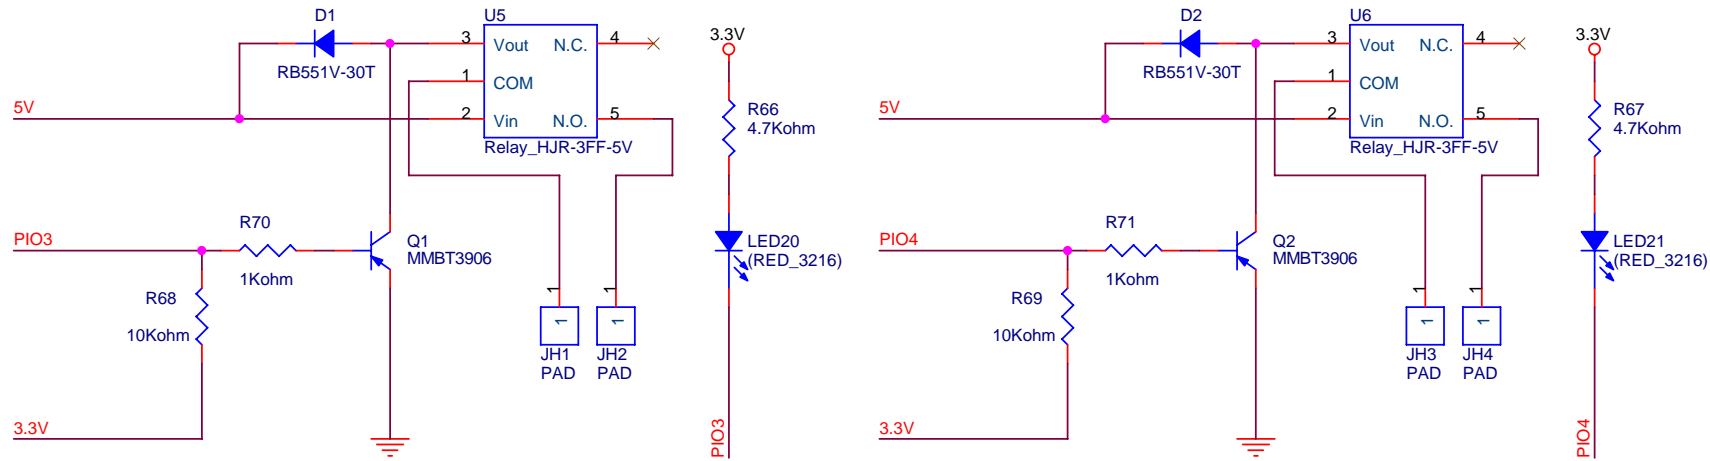 D1
RB551V-30T
5V
U5
3 Vout N.C. 4
1 COM
2 Vin N.O. 5
Relay_HJR-3FF-5V
3.3V
R66
4.7Kohm
LED20
(RED_3216)
PIO3
PIO3
R70
1Kohm
Q1
MMBT3906
R68
10Kohm
3.3V
1
1
JH1
PAD
1
1
JH2
PAD
D2
RB551V-30T
5V
U6
3 Vout N.C. 4
1 COM
2 Vin N.O. 5
Relay_HJR-3FF-5V
3.3V
R67
4.7Kohm
LED21
(RED_3216)
PIO4
PIO4
R71
1Kohm
Q2
MMBT3906
R69
10Kohm
3.3V
1
1
JH3
PAD
1
1
JH4
PAD